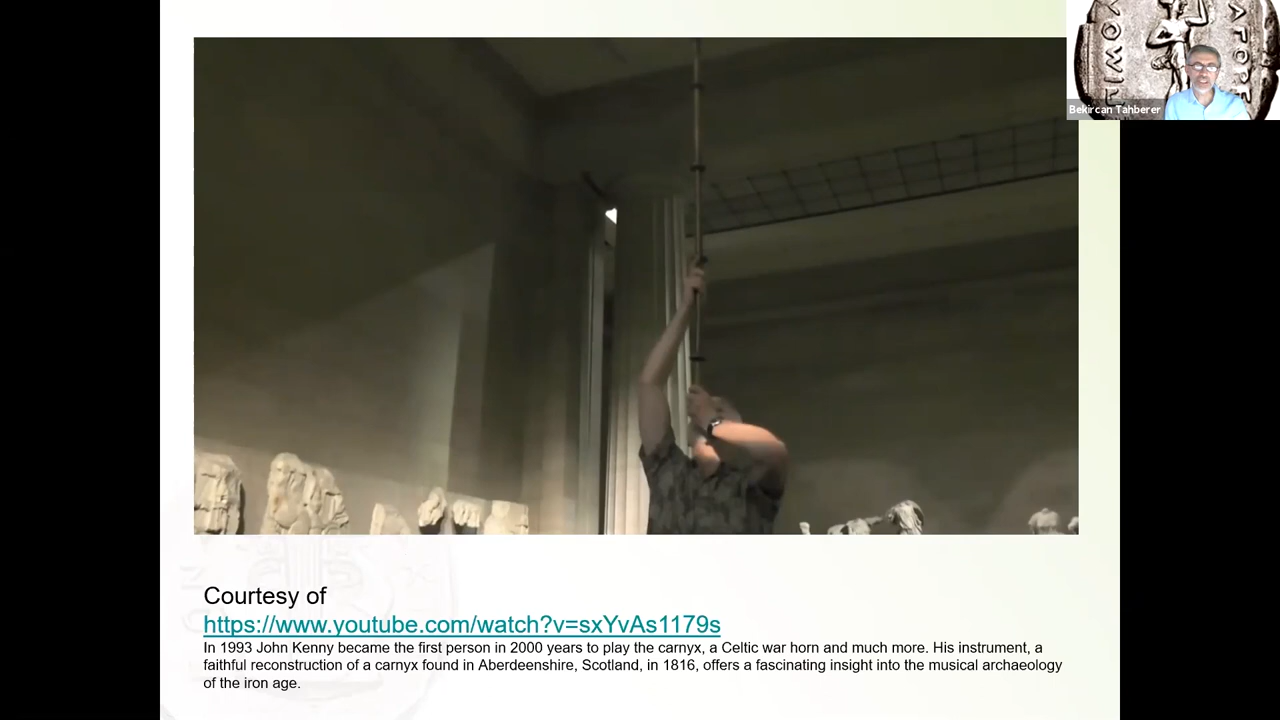 Bekircan Tahberer
Courtesy of
https://www.youtube.com/watch?v=sxYvAs1179s
In 1993 John Kenny became the first person in 2000 years to play the carnyx, a Celtic war horn and much more. His instrument, a
faithful reconstruction of a carnyx found in Aberdeenshire, Scotland, in 1816, offers a fascinating insight into the musical archaeology
of the iron age.